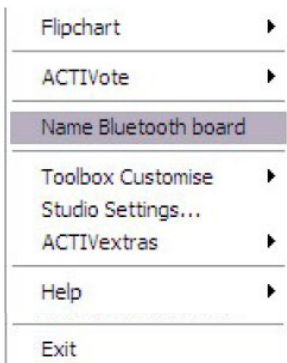 Flipchart
ACTIVote
Name Bluetooth board
Toolbox Customise
Studio Settings...
ACTIVextras
Help
Exit